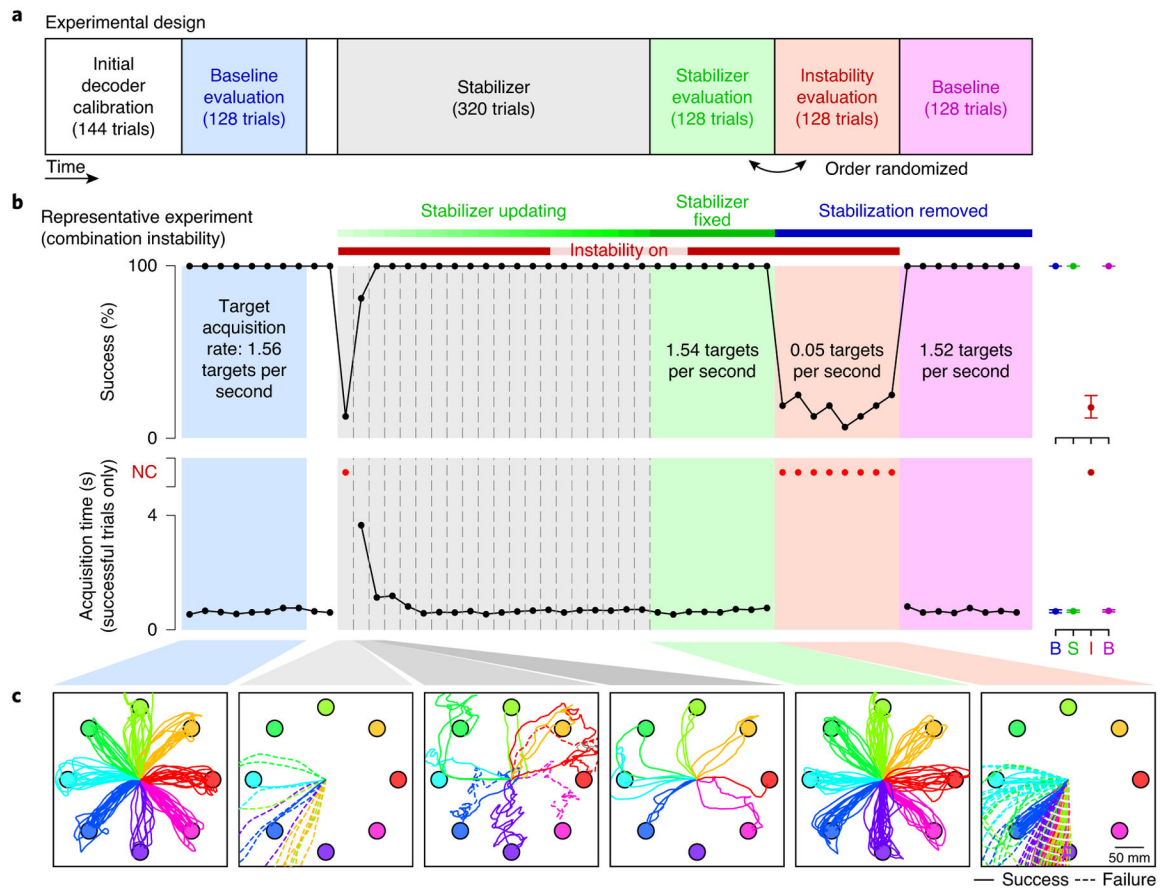 a
Experimental design
Initial
decoder
calibration
(144 trials)
Baseline
evaluation
(128 trials)
Stabilizer
(320 trials)
Stabilizer
evaluation
(128 trials)
Instability
evaluation
(128 trials)
Baseline
(128 trials)
Time
Order randomized
b
Representative experiment
(combination instability)
Stabilizer updating
Stabilizer
fixed
Stabilization removed
Instability on
100
Success (%)
0
Target
acquisition
rate: 1.56
targets per
second
1.54 targets
per second
0.05 targets
per second
1.52 targets
per second
NC
Acquisition time (s)
(successful trials only)
4
0
B S I B
c
50 mm
Success
Failure